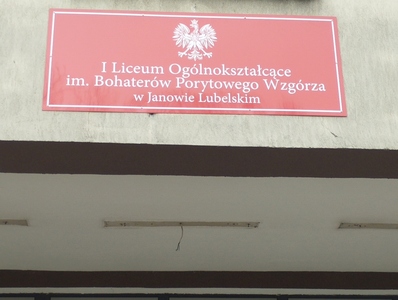 I Liceum Ogólnokształcące
im. Bohaterów Porytowego Wzgórza
w Janowie Lubelskim